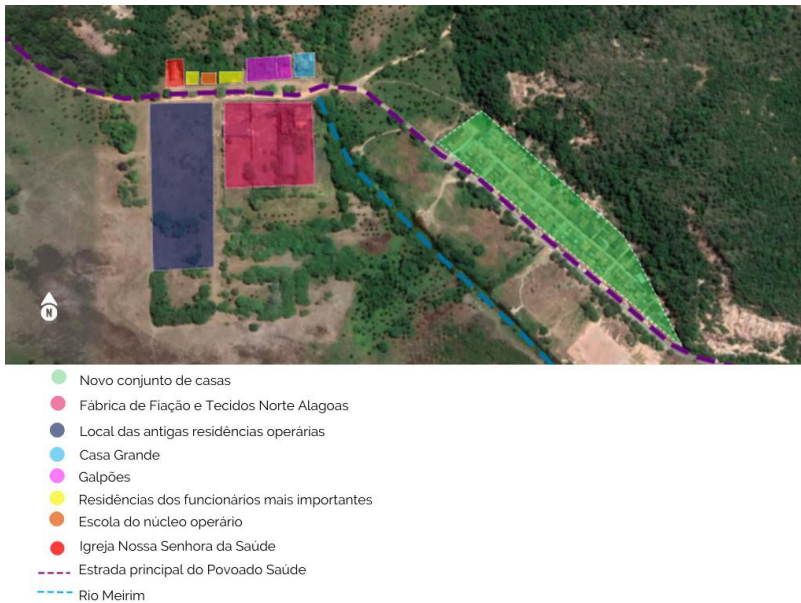 N
Novo conjunto de casas
Fábrica de Fiação e Tecidos Norte Alagoas
Local das antigas residências operárias
Casa Grande
Galpões
Residências dos funcionários mais importantes
Escola do núcleo operário
Igreja Nossa Senhora da Saúde
Estrada principal do Povoado Saúde
Rio Meirim